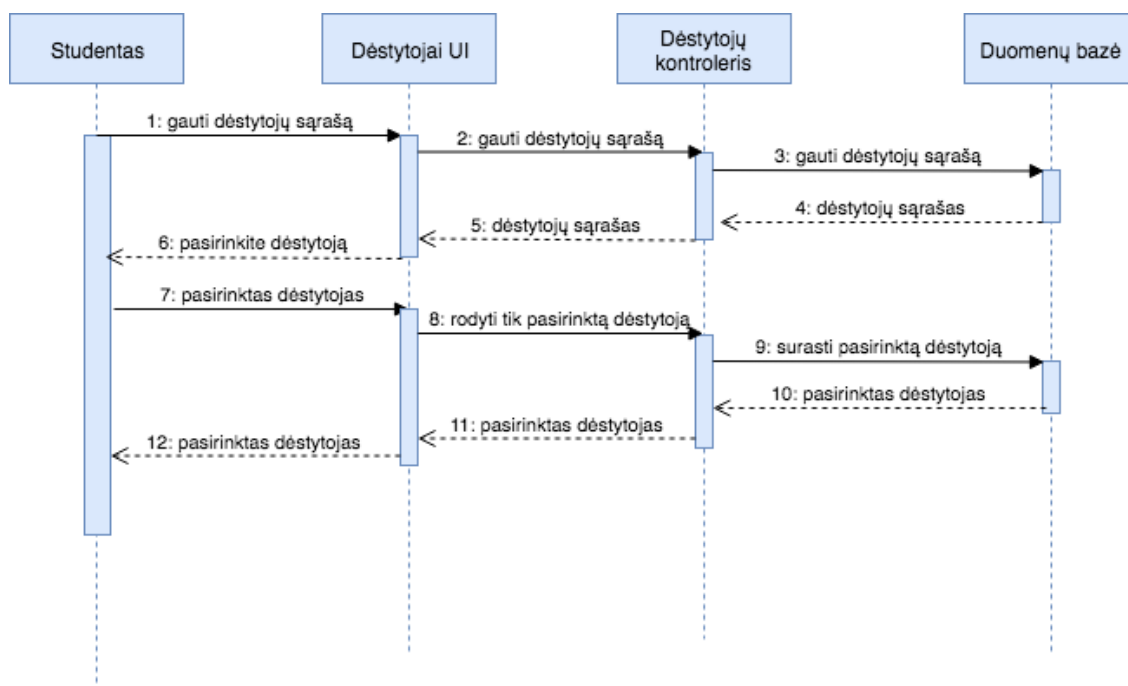 Studentas
Dėstytojai UI
Dėstytojų
kontroleris
Duomenų bazė
1: gauti dėstytojų sąrašą
2: gauti dėstytojų sąrašą
3: gauti dėstytojų sąrašą
4: dėstytojų sąrašas
5: dėstytojų sąrašas
6: pasirinkite dėstytoją
7: pasirinktas dėstytojas
8: rodyti tik pasirinktą dėstytoją
9: surasti pasirinktą dėstytoją
10: pasirinktas dėstytojas
11: pasirinktas dėstytojas
12: pasirinktas dėstytojas